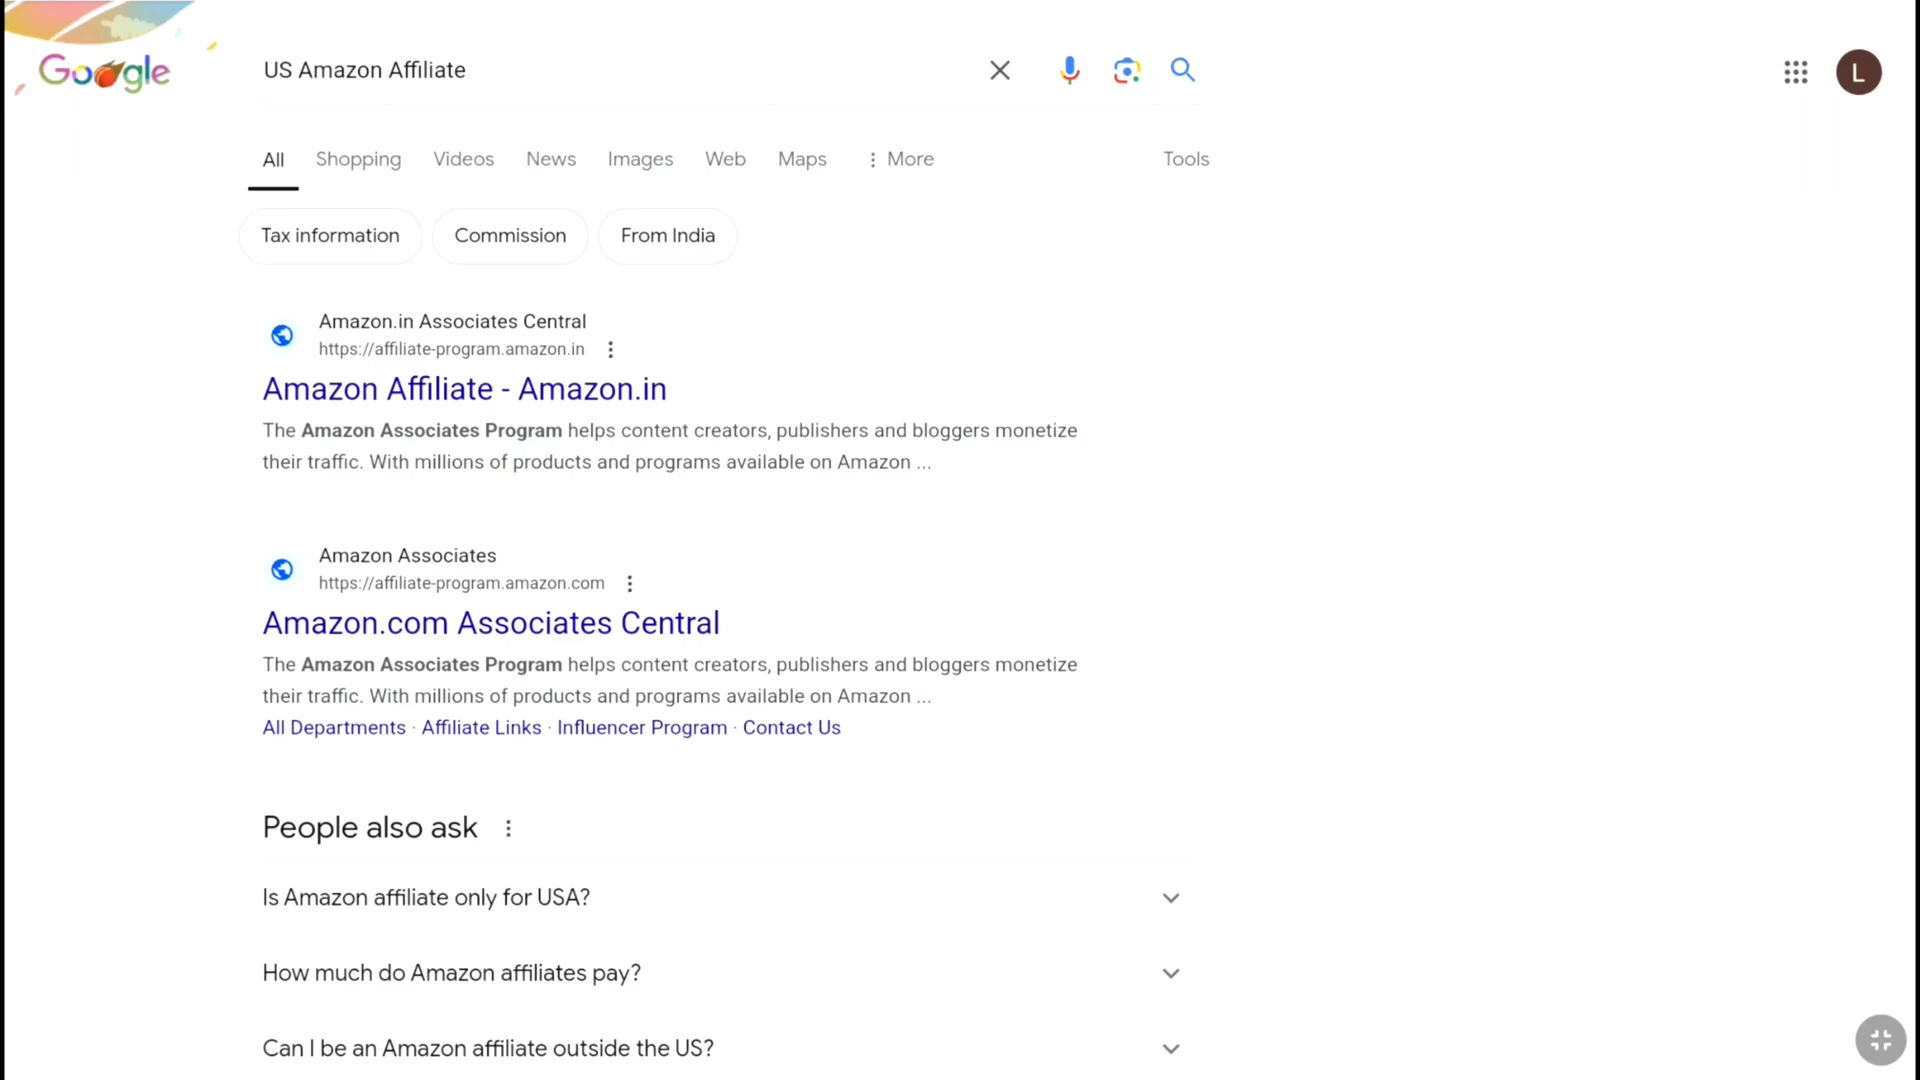 Google
US Amazon Affiliate
L
All Shopping Videos News Images Web Maps More Tools
Tax information Commission From India
Amazon.in Associates Central
https://affiliate-program.amazon.in
Amazon Affiliate - Amazon.in
The Amazon Associates Program helps content creators, publishers and bloggers monetize
their traffic. With millions of products and programs available on Amazon ...
Amazon Associates
https://affiliate-program.amazon.com
Amazon.com Associates Central
The Amazon Associates Program helps content creators, publishers and bloggers monetize
their traffic. With millions of products and programs available on Amazon ...
All Departments · Affiliate Links · Influencer Program · Contact Us
People also ask
Is Amazon affiliate only for USA?
How much do Amazon affiliates pay?
Can I be an Amazon affiliate outside the US?